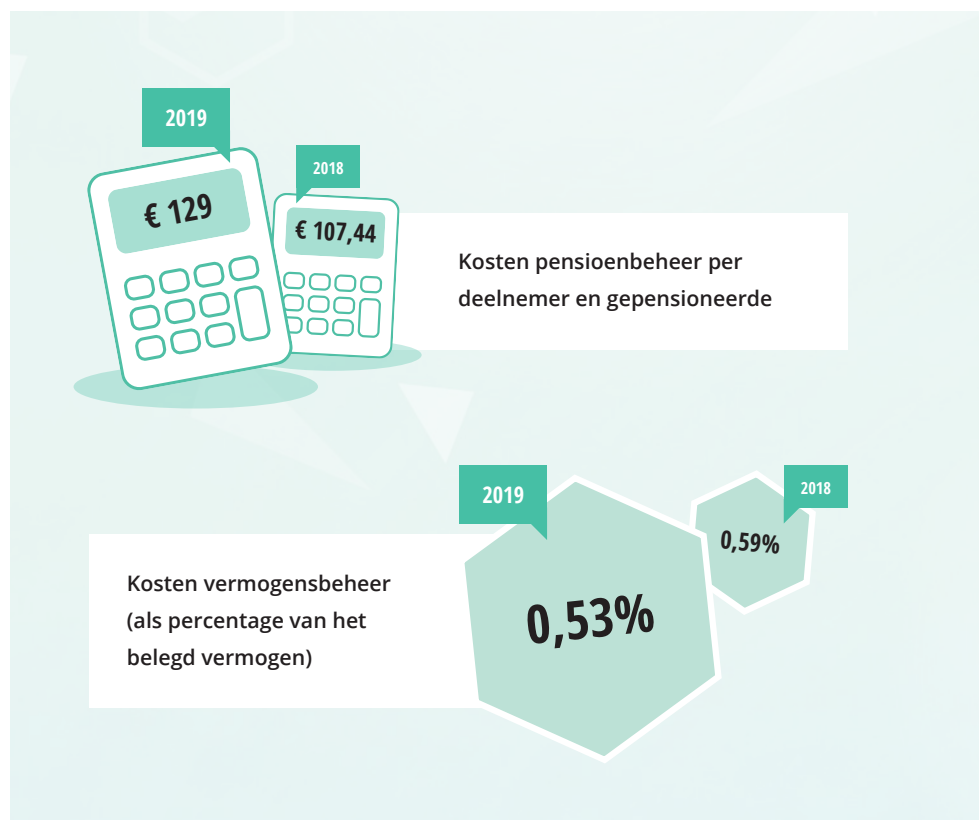 2019
€ 129
2018
€ 107,44
Kosten pensioenbeheer per
deelnemer en gepensioneerde
Kosten vermogensbeheer
(als percentage van het
belegd vermogen)
2019
0,53%
2018
0,59%